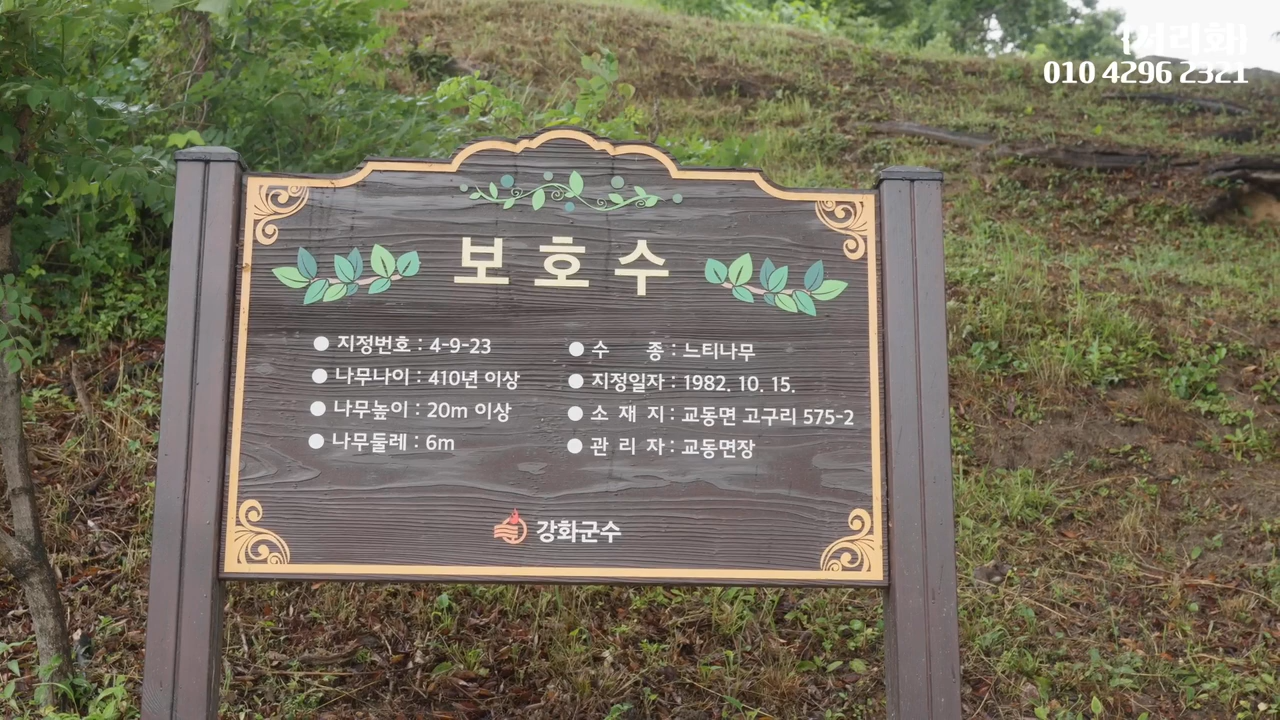 [서리화]
010 4296 2321
보호수
● 지정번호 : 4-9-23
● 나무나이 : 410년 이상
● 나무높이 : 20m 이상
● 나무둘레 : 6m
● 수 종 : 느티나무
● 지정일자 : 1982. 10. 15.
● 소 재 지 : 교동면 고구리 575-2
● 관 리 자 : 교동면장
강화군수